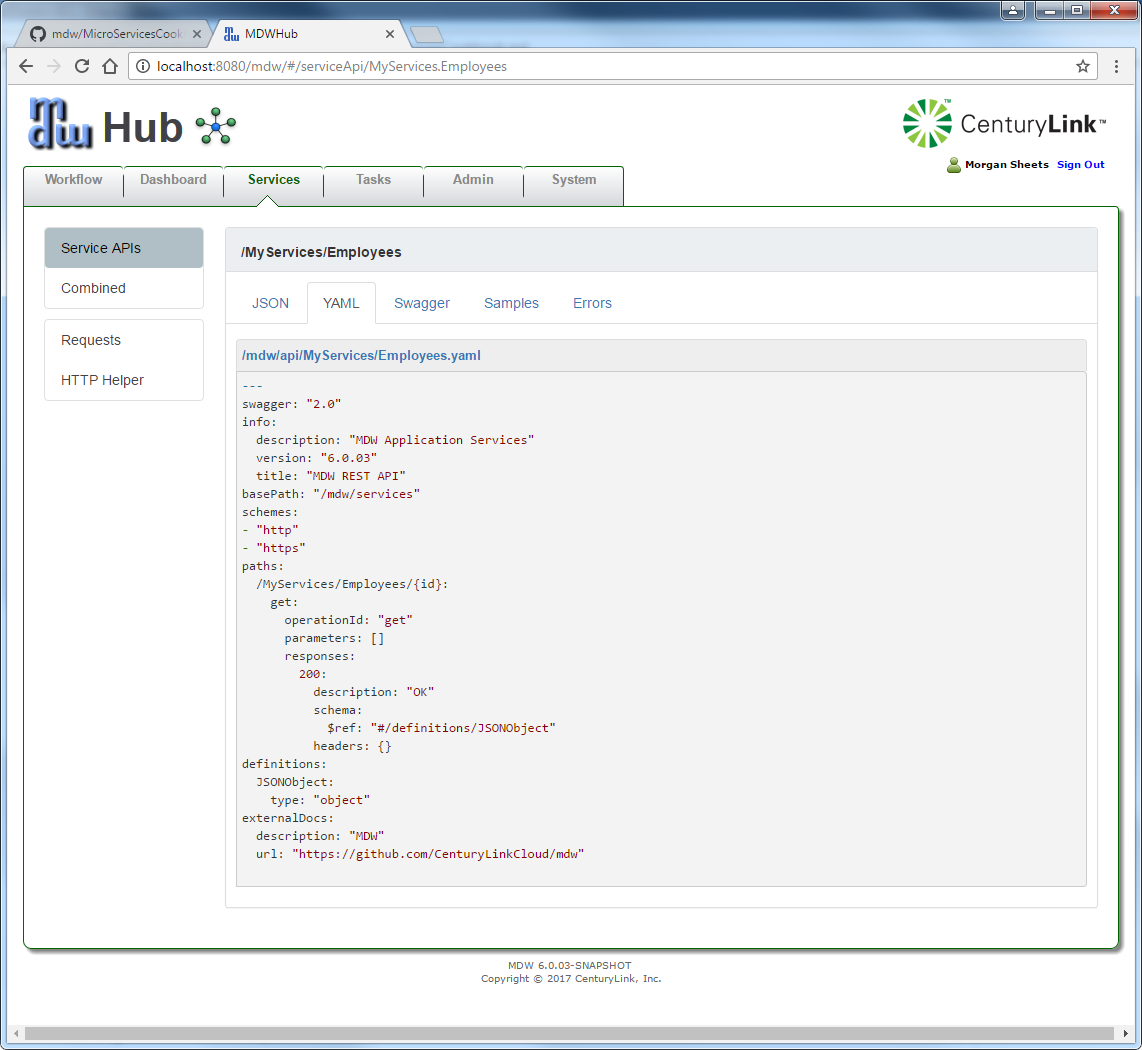 mdw/MicroServicesCook
MDWHub
localhost:8080/mdw/#/serviceApi/MyServices.Employees
mdw Hub
CenturyLink™
Morgan Sheets Sign Out
Workflow Dashboard Services Tasks Admin System
Service APIs
Combined
Requests
HTTP Helper
/MyServices/Employees
JSON YAML Swagger Samples Errors
/mdw/api/MyServices/Employees.yaml
---
swagger: "2.0"
info:
  description: "MDW Application Services"
  version: "6.0.03"
  title: "MDW REST API"
basePath: "/mdw/services"
schemes:
- "http"
- "https"
paths:
  /MyServices/Employees/{id}:
    get:
      operationId: "get"
      parameters: []
      responses:
        200:
          description: "OK"
          schema:
            $ref: "#/definitions/JSONObject"
          headers: {}
definitions:
  JSONObject:
    type: "object"
externalDocs:
  description: "MDW"
  url: "https://github.com/CenturyLinkCloud/mdw"
MDW 6.0.03-SNAPSHOT
Copyright © 2017 CenturyLink, Inc.